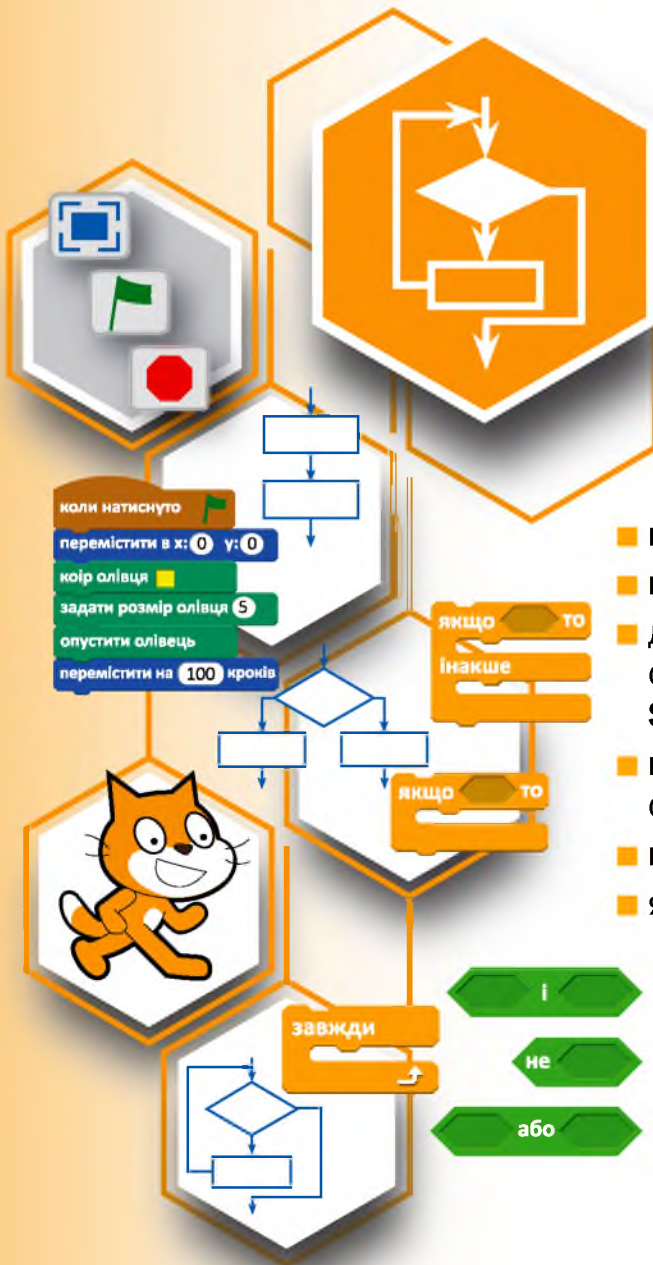 коли натиснуто
перемістити в x: 0 y: 0
коір олівця
задати розмір олівця 5
опустити олівець
перемістити на 100 кроків
якщо то
інакше
якщо то
завжди
і
не
або